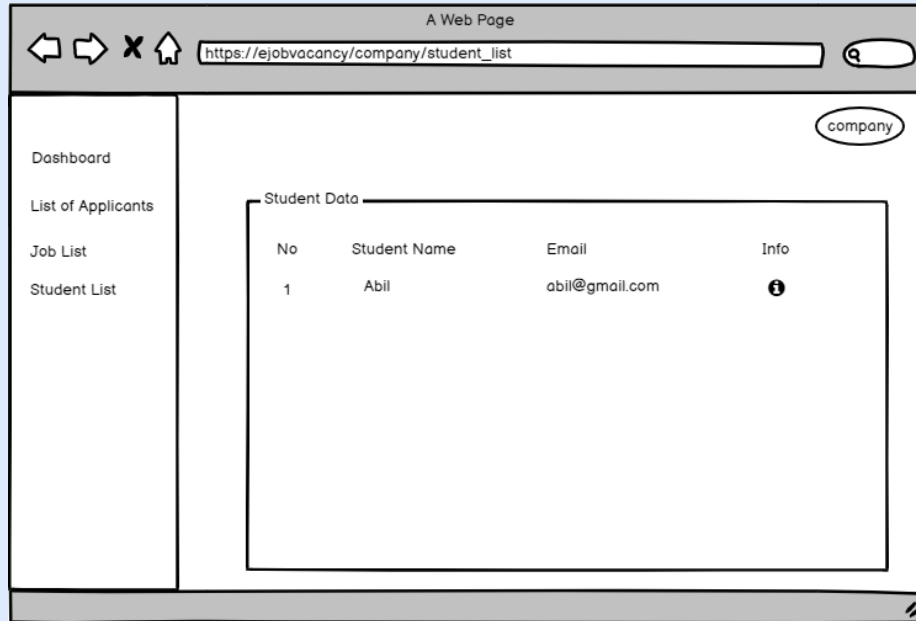 A Web Page
https://ejobvacancy/company/student_list
company
Dashboard
List of Applicants
Job List
Student List
Student Data
No Student Name Email Info
1 Abil abil@gmail.com